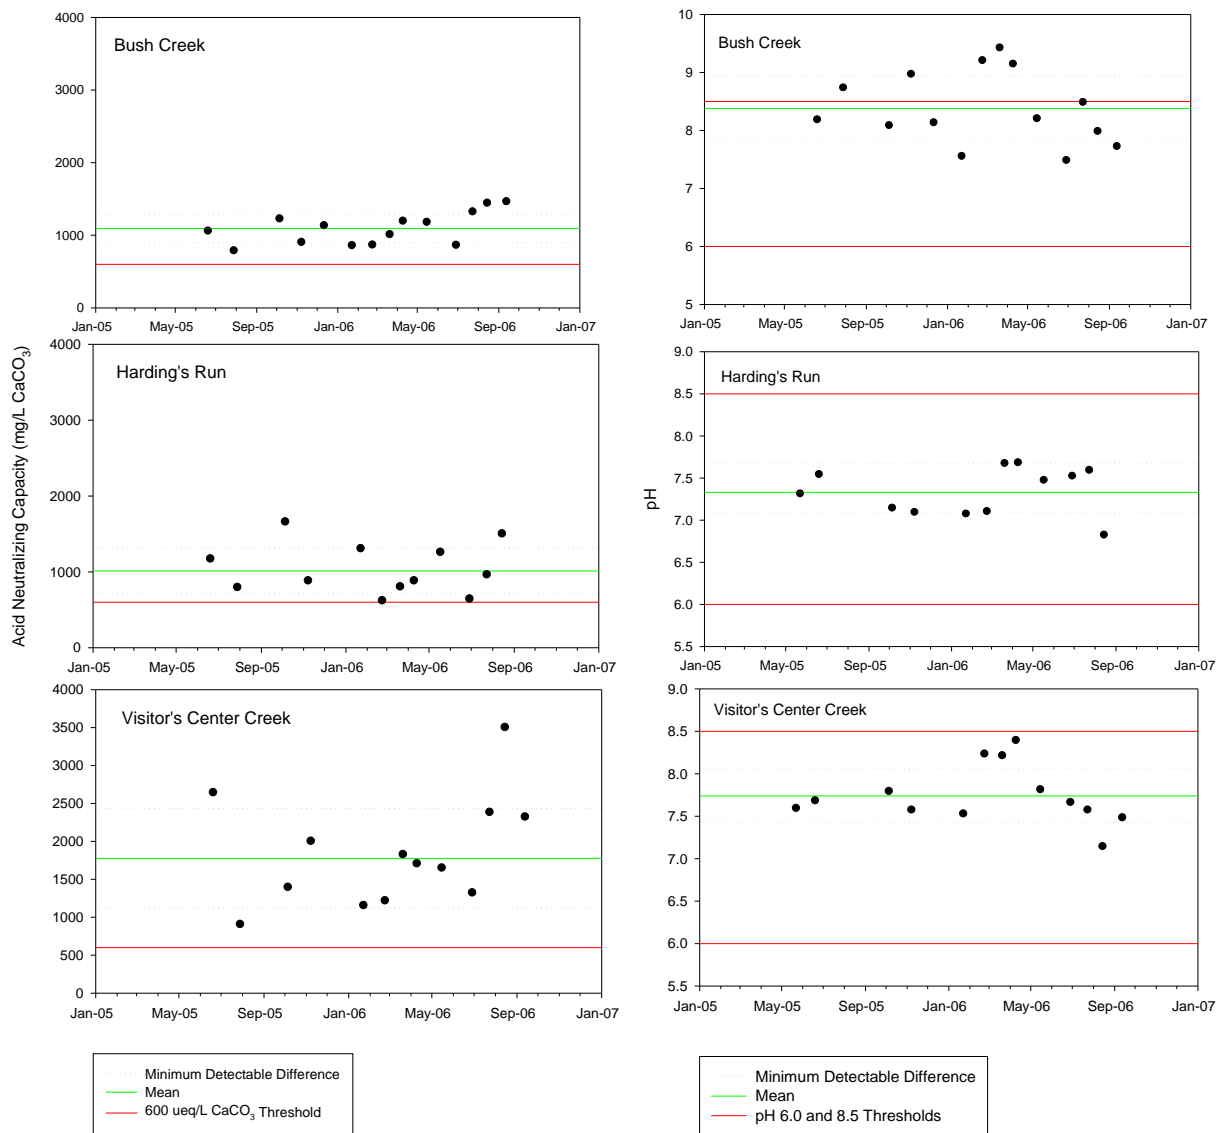 4000
3000
2000
1000
0
Bush Creek
Jan-05 May-05 Sep-05 Jan-06 May-06 Sep-06 Jan-07
10
9
8
7
6
5
Bush Creek
Jan-05 May-05 Sep-05 Jan-06 May-06 Sep-06 Jan-07
Acid Neutralizing Capacity (mg/L CaCO3)
4000
3000
2000
1000
0
Harding's Run
Jan-05 May-05 Sep-05 Jan-06 May-06 Sep-06 Jan-07
pH
9.0
8.5
8.0
7.5
7.0
6.5
6.0
5.5
Harding's Run
Jan-05 May-05 Sep-05 Jan-06 May-06 Sep-06 Jan-07
4000
3500
3000
2500
2000
1500
1000
500
0
Visitor's Center Creek
Jan-05 May-05 Sep-05 Jan-06 May-06 Sep-06 Jan-07
9.0
8.5
8.0
7.5
7.0
6.5
6.0
5.5
Visitor's Center Creek
Jan-05 May-05 Sep-05 Jan-06 May-06 Sep-06 Jan-07
Minimum Detectable Difference
Mean
600 ueq/L CaCO3 Threshold
Minimum Detectable Difference
Mean
pH 6.0 and 8.5 Thresholds